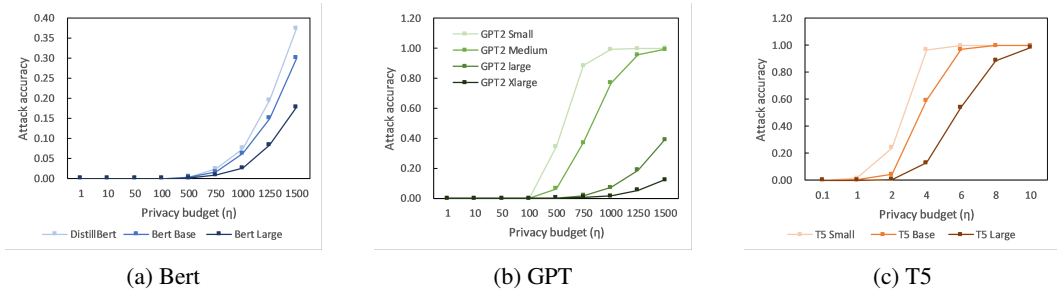 0.40
0.35
0.30
0.25
0.20
0.15
0.10
0.05
0.00
Attack accuracy
1 10 50 100 500 750 1000 1250 1500
Privacy budget (η)
DistillBert Bert Base Bert Large
(a) Bert
1.00
0.80
0.60
0.40
0.20
0.00
Attack accuracy
GPT2 Small
GPT2 Medium
GPT2 large
GPT2 Xlarge
1 10 50 100 500 750 1000 1250 1500
Privacy budget (η)
(b) GPT
1.20
1.00
0.80
0.60
0.40
0.20
0.00
Attack accuracy
0.1 1 2 4 6 8 10
Privacy budget (η)
T5 Small T5 Base T5 Large
(c) T5